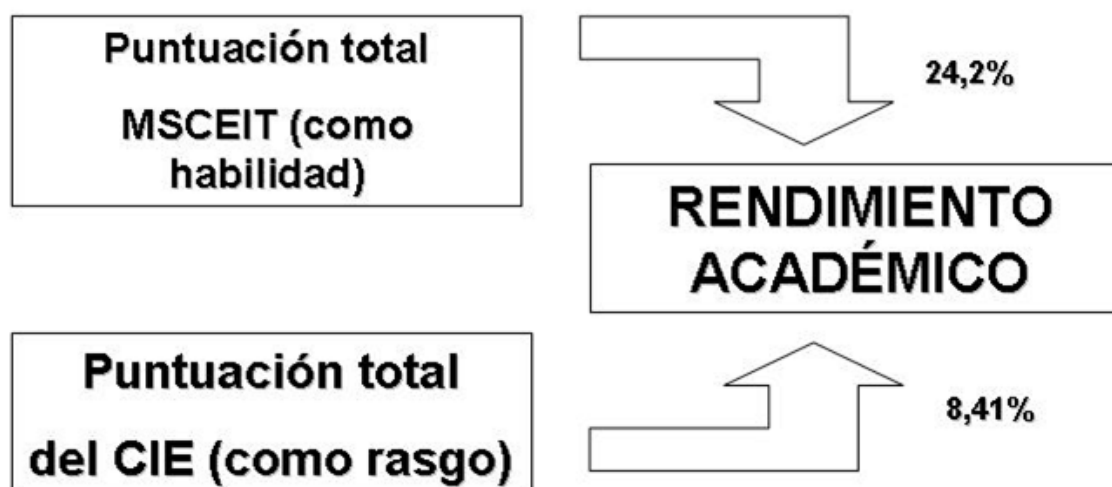 Puntuación total
MSCEIT (como
habilidad)
24,2%
RENDIMIENTO
ACADÉMICO
Puntuación total
del CIE (como rasgo)
8,41%